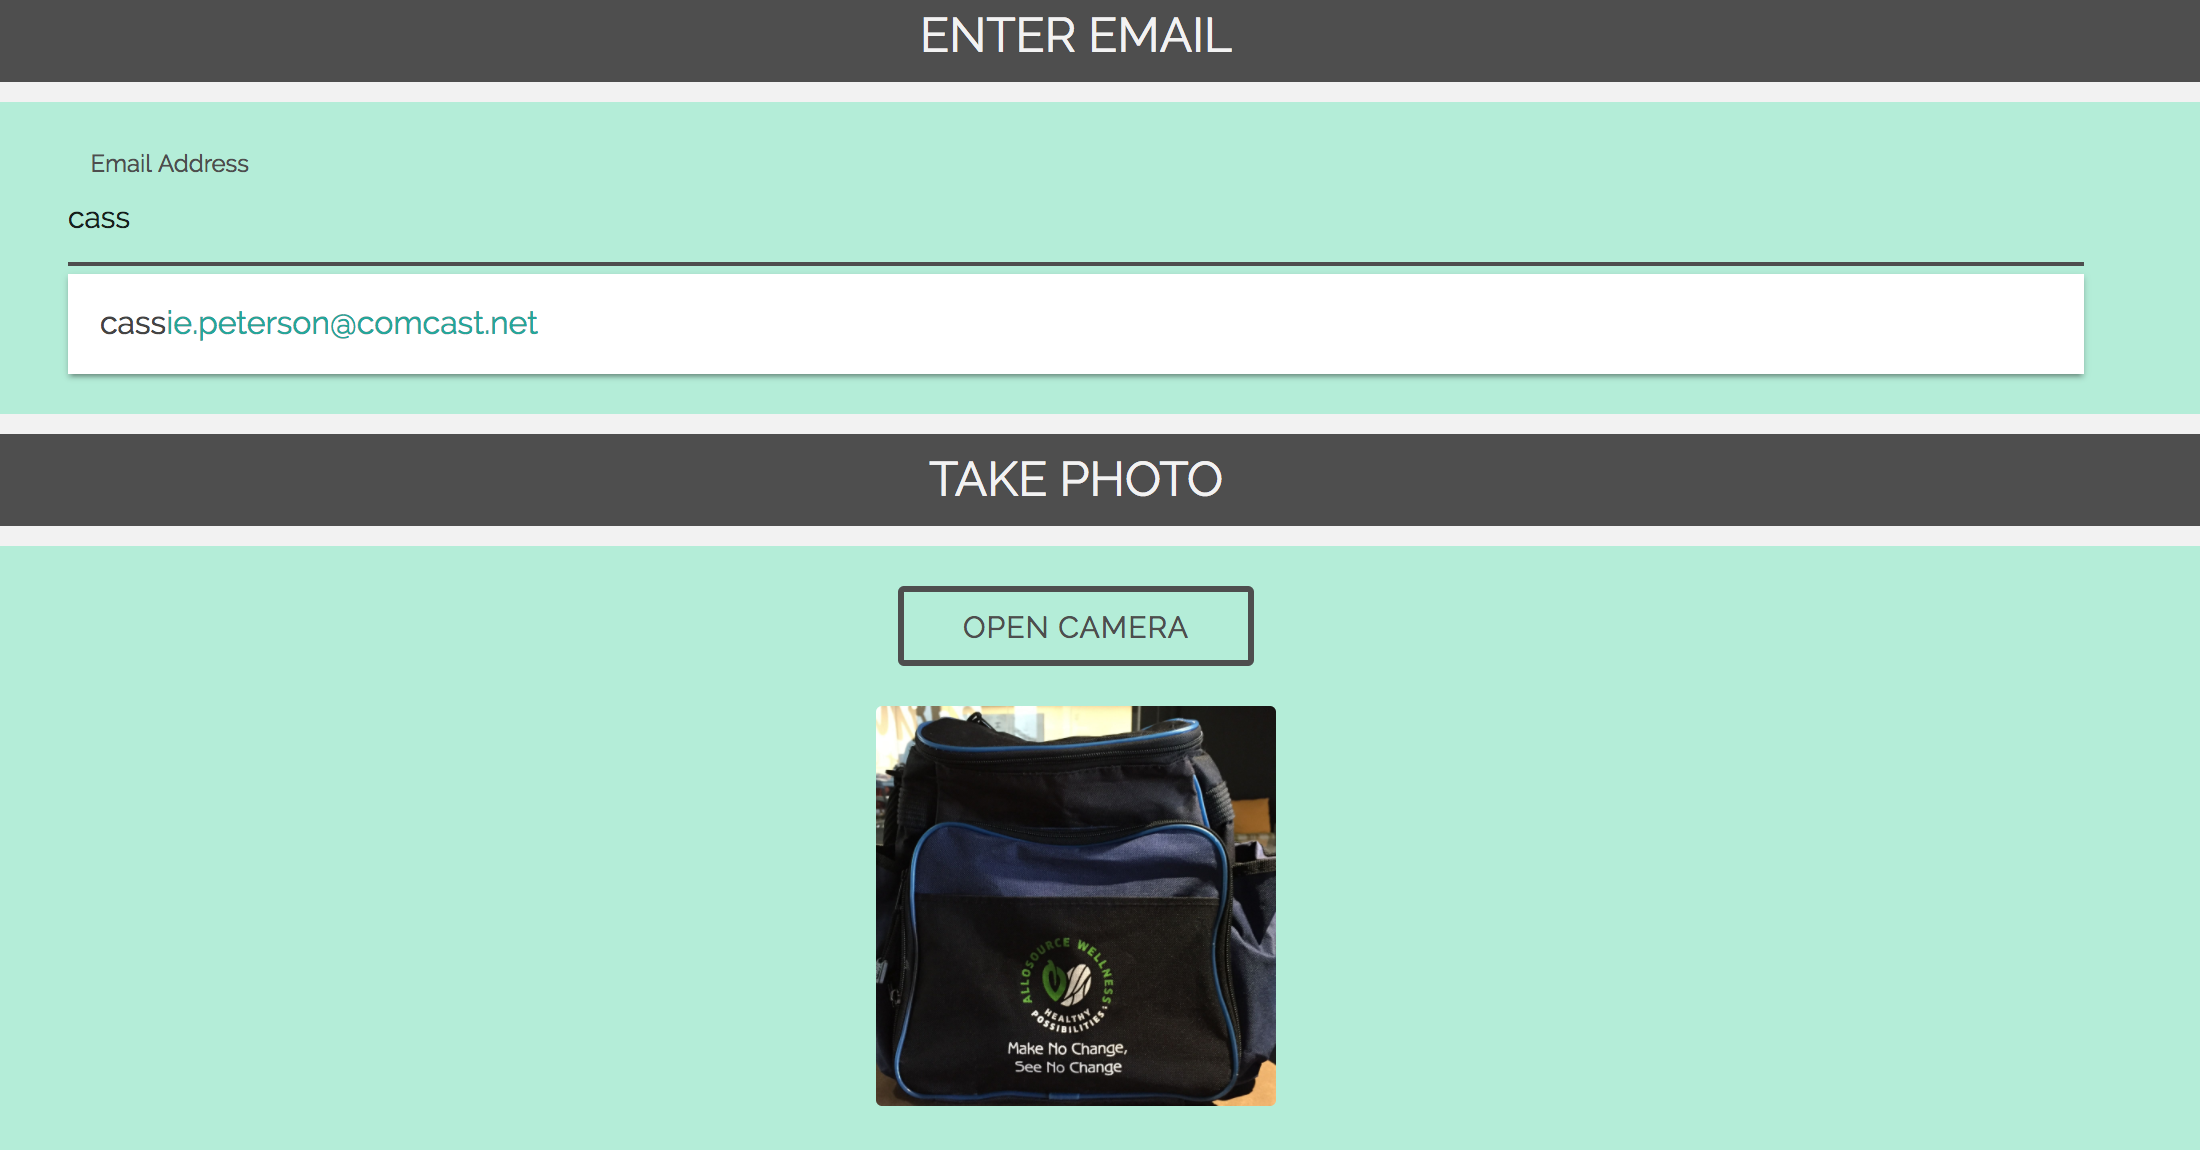 ENTER EMAIL
Email Address
cass
cassie.peterson@comcast.net
TAKE PHOTO
OPEN CAMERA
ALLOSOURCE WELLNESS:
HEALTHY
POSSIBILITIES
Make No Change,
See No Change